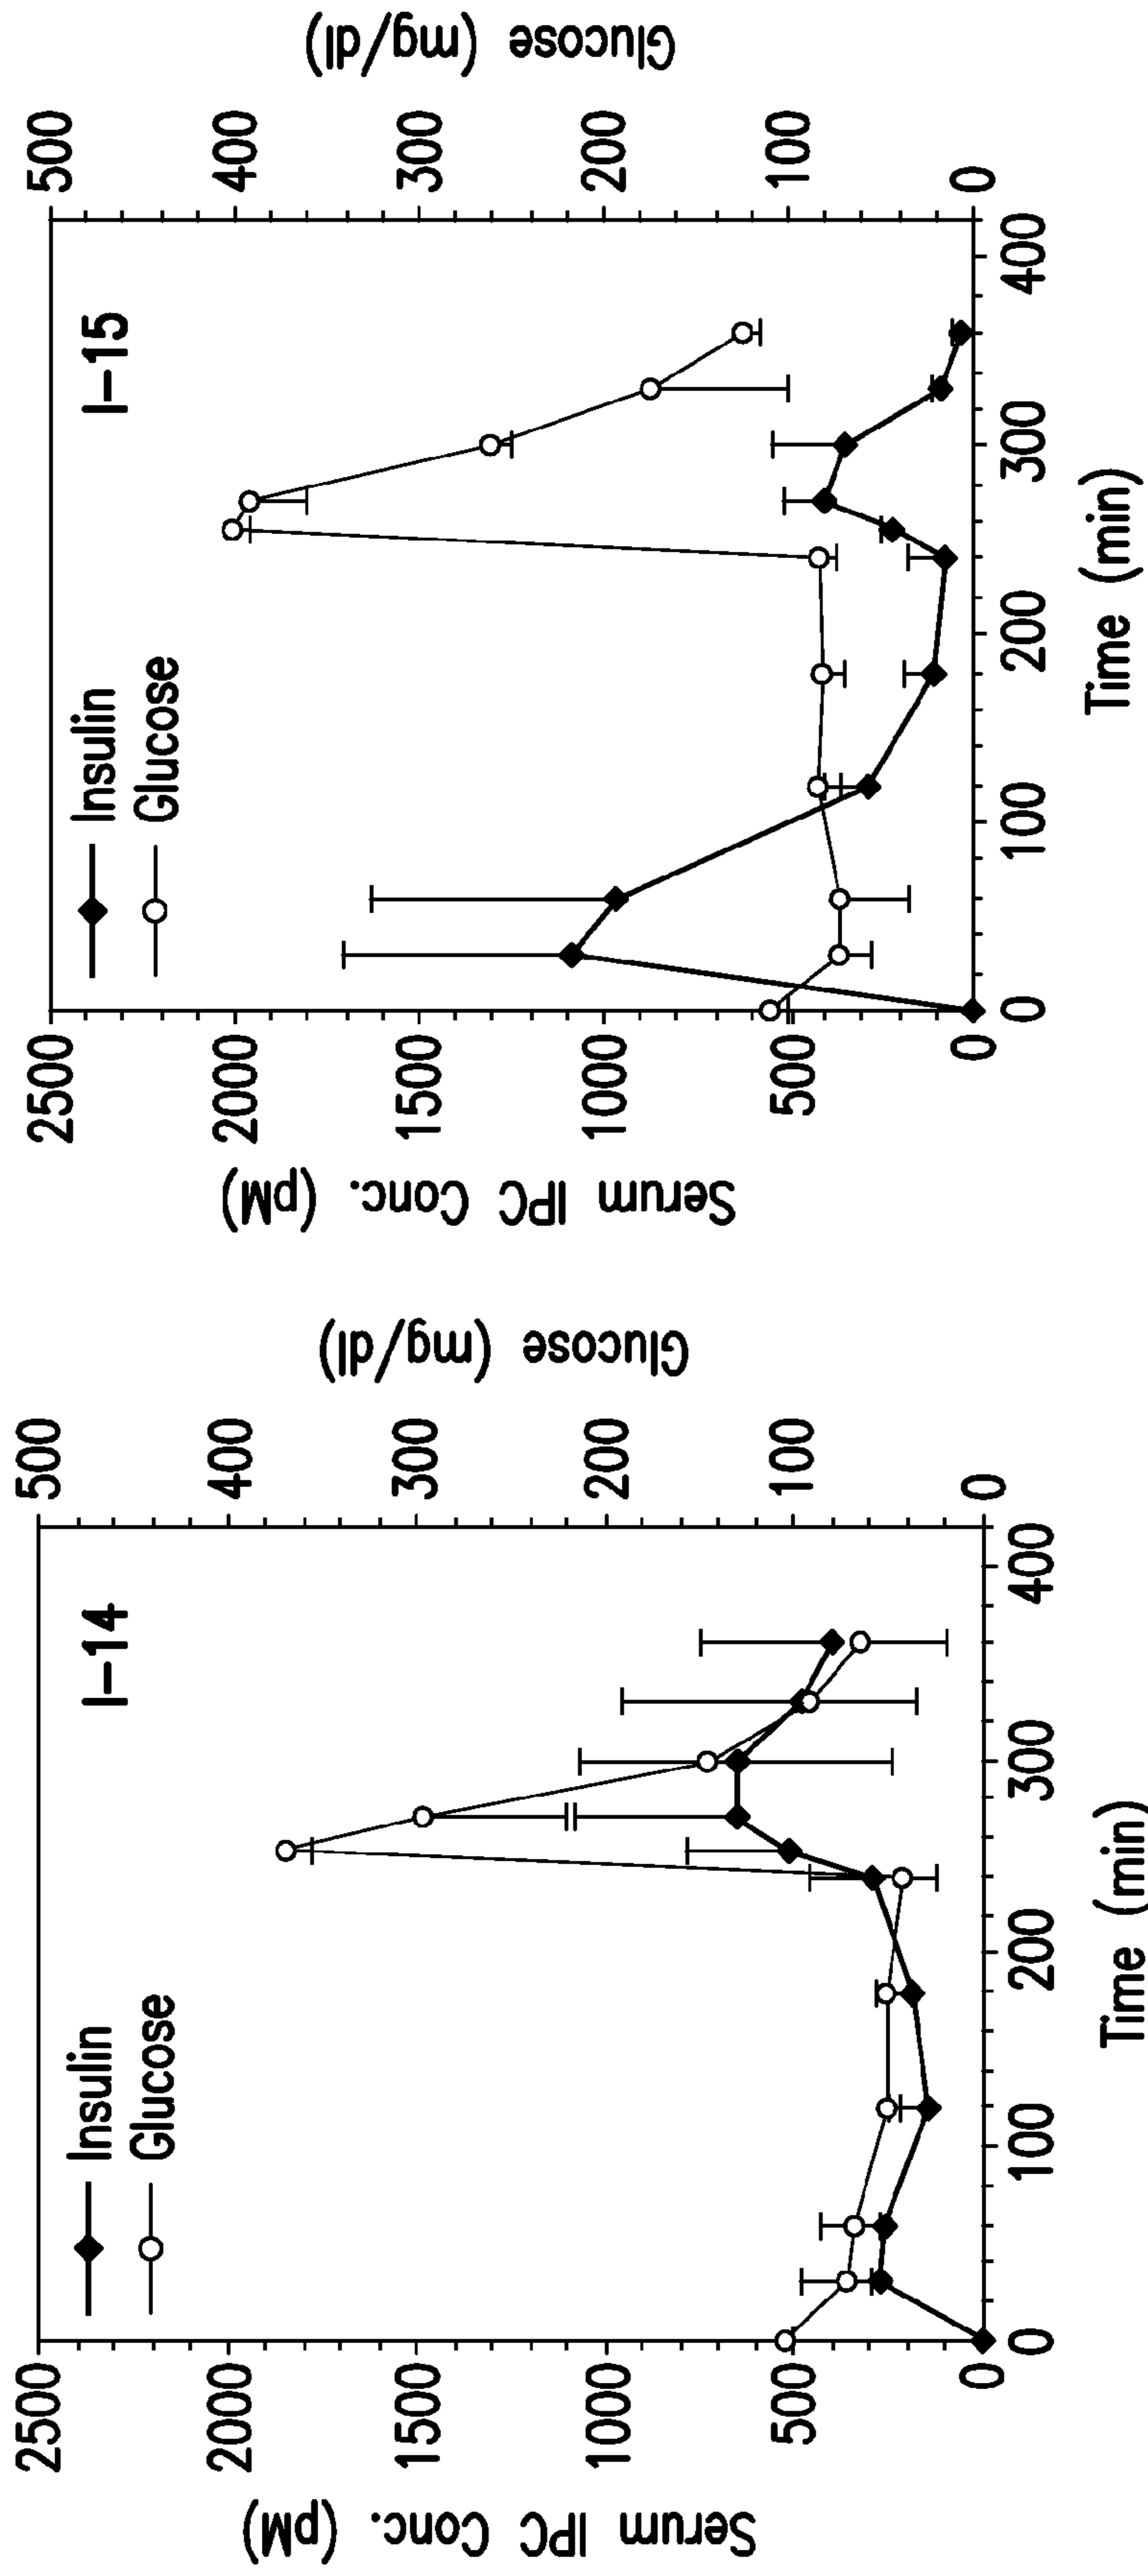 I-14
Insulin
Glucose
Serum IPC Conc. (pM)
2500
2000
1500
1000
500
0
Glucose (mg/dl)
500
400
300
200
100
0
0
100
200
300
400
Time (min)
I-15
Insulin
Glucose
Serum IPC Conc. (pM)
2500
2000
1500
1000
500
0
Glucose (mg/dl)
500
400
300
200
100
0
0
100
200
300
400
Time (min)